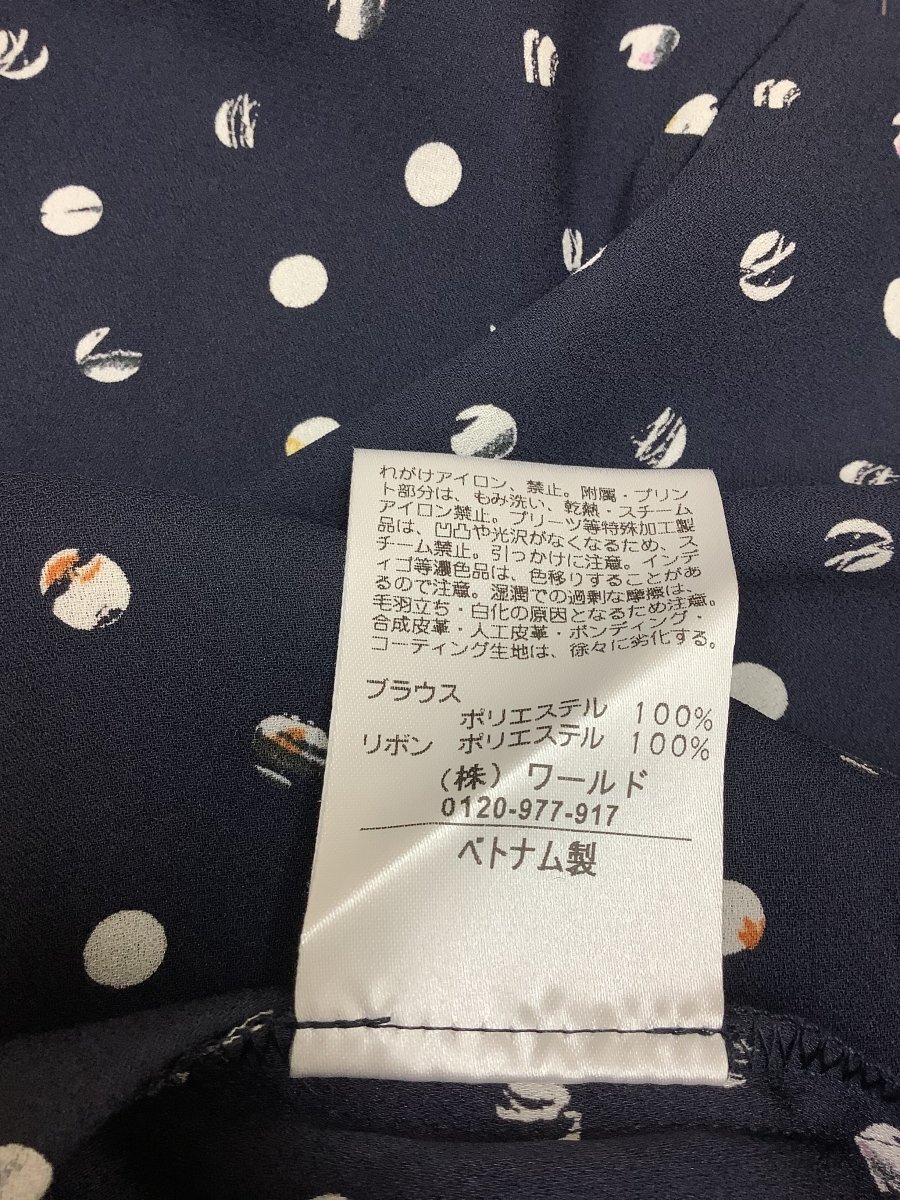 れがけアイロン、禁止。附属・プリン
ト部分は、もみ洗い、乾熱・スチーム
アイロン禁止。プリーツ等特殊加工製
品は、凹凸や光沢がなくなるため、ス
チーム禁止。引っかけに注意。インデ
ィゴ等濃色品は、色移りすることがあ
るので注意。湿潤での過剰な摩擦は、
毛羽立ち・白化の原因となるため注意。
合成皮革・人工皮革・ボンディング・
コーティング生地は、徐々に劣化する。
ブラウス
ポリエステル 100%
リボン ポリエステル 100%
(株) ワールド
0120-977-917
ベトナム製